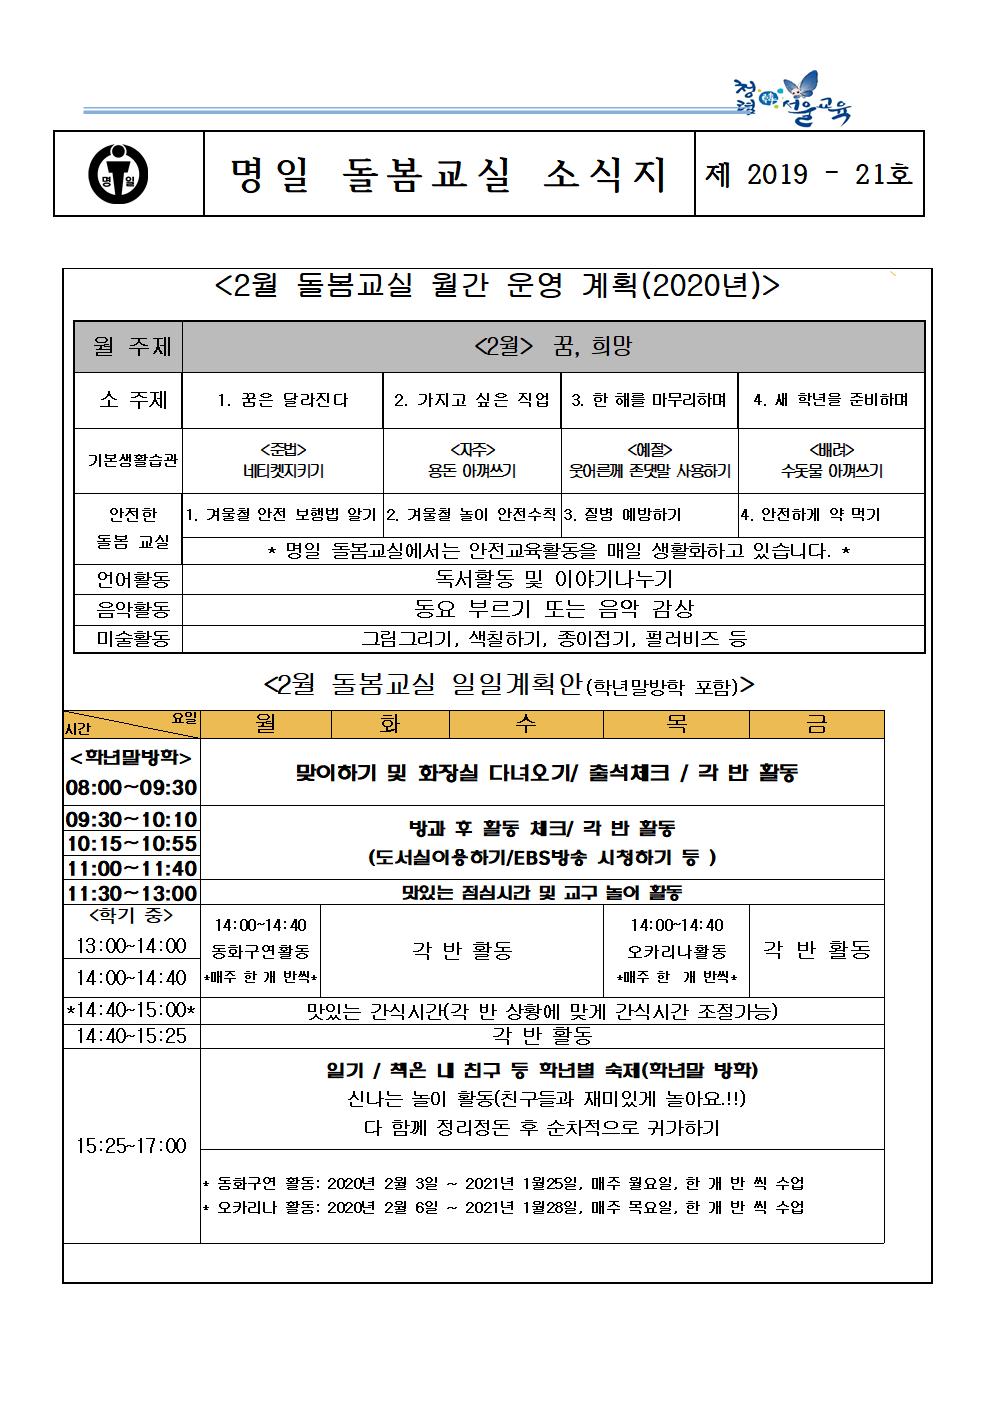 청렴 서울교육
명일
명일 돌봄교실 소식지
제 2019 - 21호
<2월 돌봄교실 월간 운영 계획(2020년)>
월 주제 <2월> 꿈, 희망
소 주제 1. 꿈은 달라진다 2. 가지고 싶은 직업 3. 한 해를 마무리하며 4. 새 학년을 준비하며
기본생활습관 <준법> <자주> <예절> <배려>
네티켓지키기 용돈 아껴쓰기 웃어른께 존댓말 사용하기 수돗물 아껴쓰기
안전한 1. 겨울철 안전 보행법 알기 2. 겨울철 놀이 안전수칙 3. 질병 예방하기 4. 안전하게 약 먹기
돌봄 교실 * 명일 돌봄교실에서는 안전교육활동을 매일 생활화하고 있습니다. *
언어활동 독서활동 및 이야기나누기
음악활동 동요 부르기 또는 음악 감상
미술활동 그림그리기, 색칠하기, 종이접기, 펄러비즈 등
<2월 돌봄교실 일일계획안(학년말방학 포함)>
시간 요일 월 화 수 목 금
<학년말방학>
08:00~09:30 맞이하기 및 화장실 다녀오기/ 출석체크 / 각 반 활동
09:30~10:10
10:15~10:55
11:00~11:40
방과 후 활동 체크/ 각 반 활동
(도서실이용하기/EBS방송 시청하기 등 )
11:30~13:00 맛있는 점심시간 및 교구 놀어 활동
<학기 중>
13:00~14:00
14:00~14:40
14:00~14:40
동화구연활동
*매주 한 개 반씩*
각 반 활동
14:00~14:40
오카리나활동
*매주 한 개 반씩*
각 반 활동
*14:40~15:00* 맛있는 간식시간(각 반 상황에 맞게 간식시간 조절가능)
14:40~15:25 각 반 활동
15:25~17:00
일기 / 책은 내 친구 등 학년별 숙제(학년말 방학)
신나는 놀이 활동(친구들과 재미있게 놀아요.!!)
다 함께 정리정돈 후 순차적으로 귀가하기
* 동화구연 활동: 2020년 2월 3일 ~ 2021년 1월25일, 매주 월요일, 한 개 반 씩 수업
* 오카리나 활동: 2020년 2월 6일 ~ 2021년 1월28일, 매주 목요일, 한 개 반 씩 수업